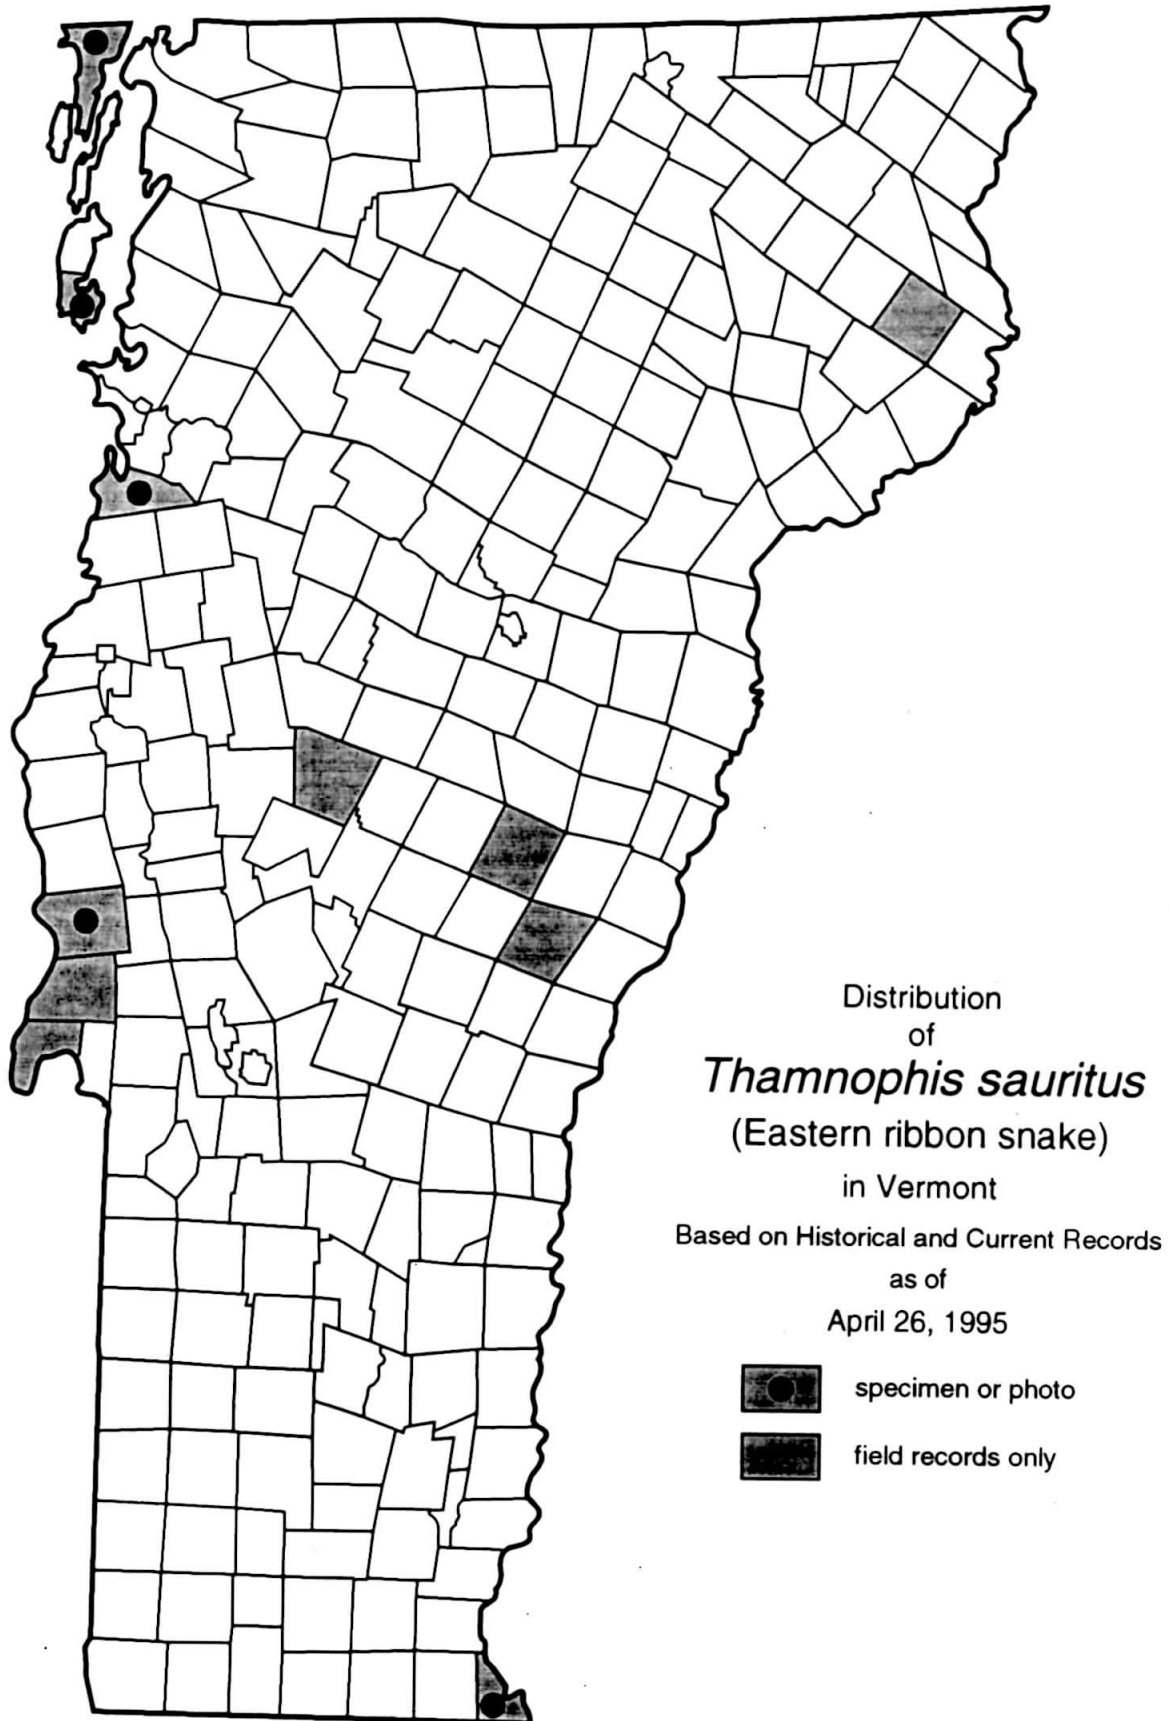 Distribution
of
Thamnophis sauritus
(Eastern ribbon snake)
in Vermont
Based on Historical and Current Records
as of
April 26, 1995
specimen or photo
field records only